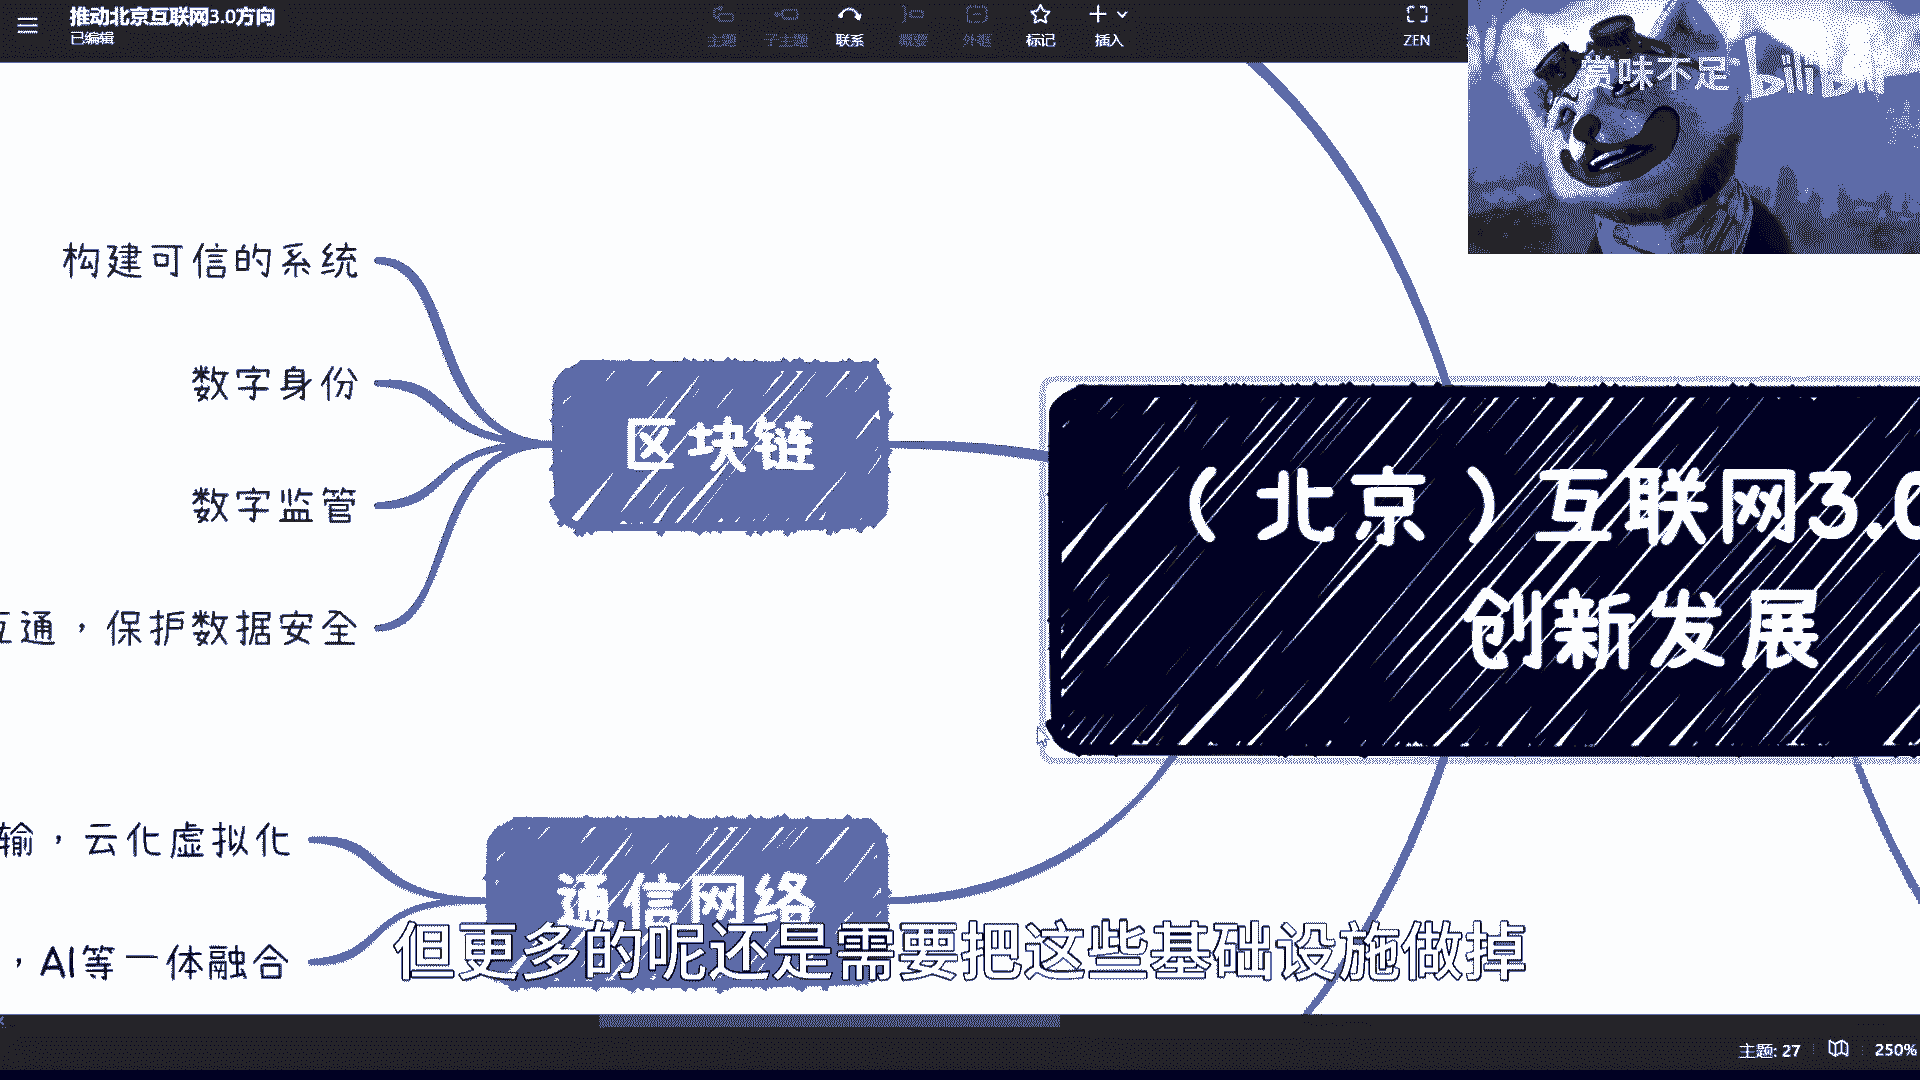 推动北京互联网3.0方向
已编辑
主题
子主题
联系
概要
外框
标记
插入
ZEN
赏味不足
bilibili
构建可信的系统
数字身份
数字监管
互通，保护数据安全
区块链
（北京）互联网3.0
创新发展
输，云化虚拟化
，AI等一体融合
通信网络
但更多的呢还是需要把这些基础设施做掉
主题: 27
250%